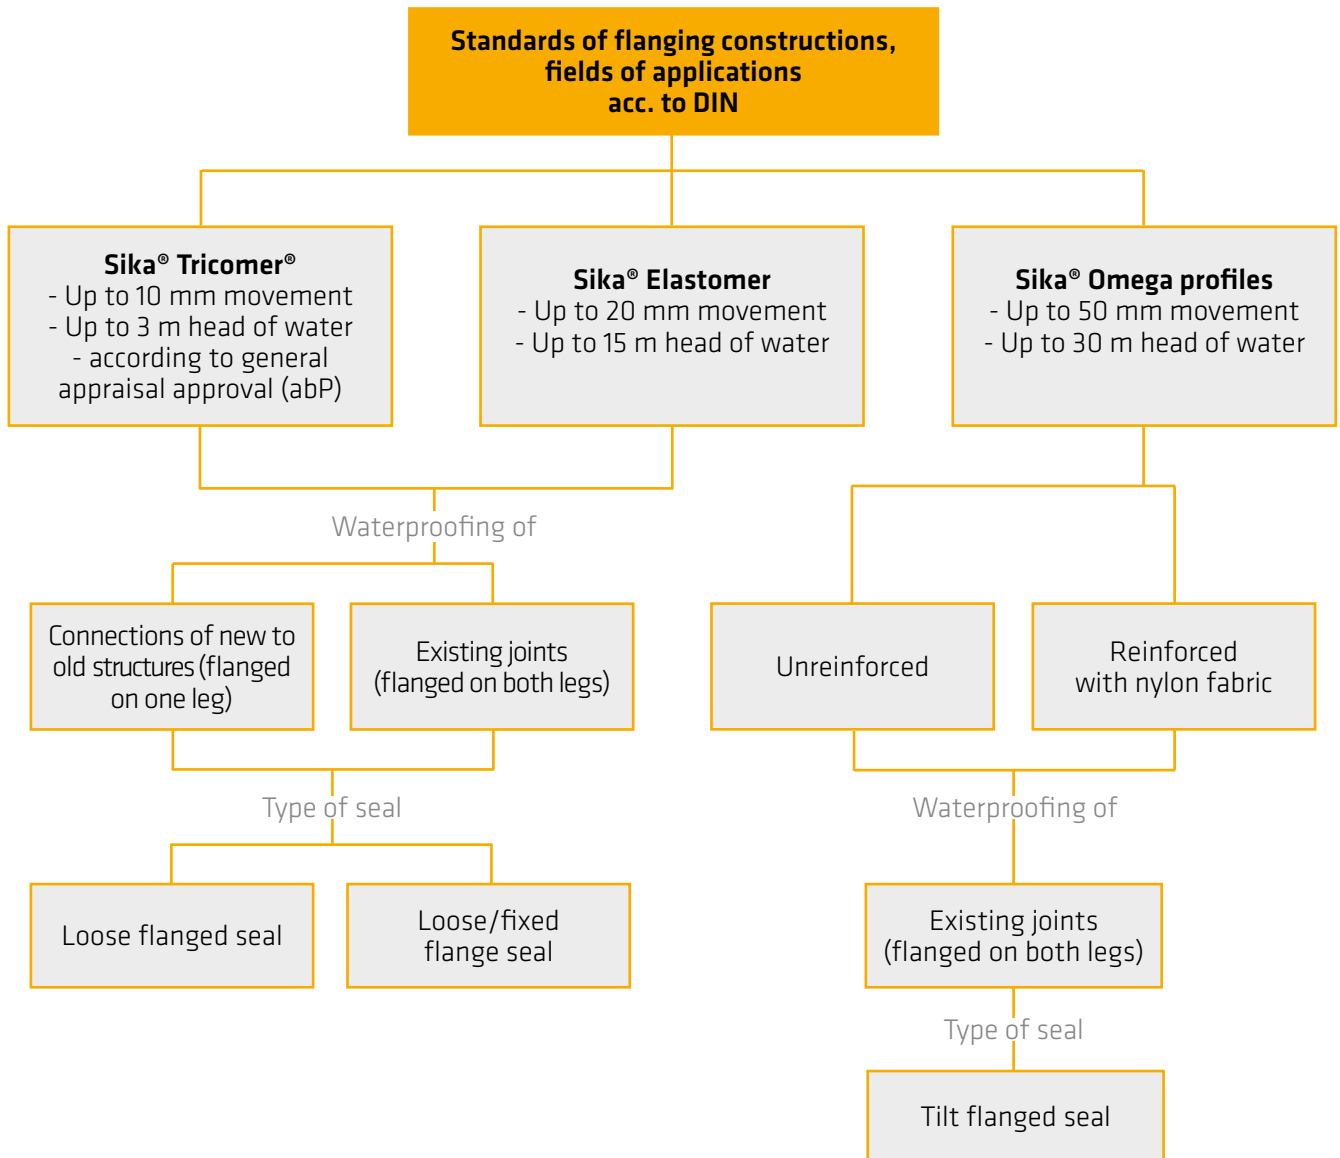 Standards of flanging constructions,
fields of applications
acc. to DIN
Sika® Tricomer®
- Up to 10 mm movement
- Up to 3 m head of water
- according to general
appraisal approval (abP)
Sika® Elastomer
- Up to 20 mm movement
- Up to 15 m head of water
Sika® Omega profiles
- Up to 50 mm movement
- Up to 30 m head of water
Waterproofing of
Connections of new to
old structures (flanged
on one leg)
Existing joints
(flanged on both legs)
Unreinforced
Reinforced
with nylon fabric
Type of seal
Waterproofing of
Loose flanged seal
Loose/fixed
flange seal
Existing joints
(flanged on both legs)
Type of seal
Tilt flanged seal